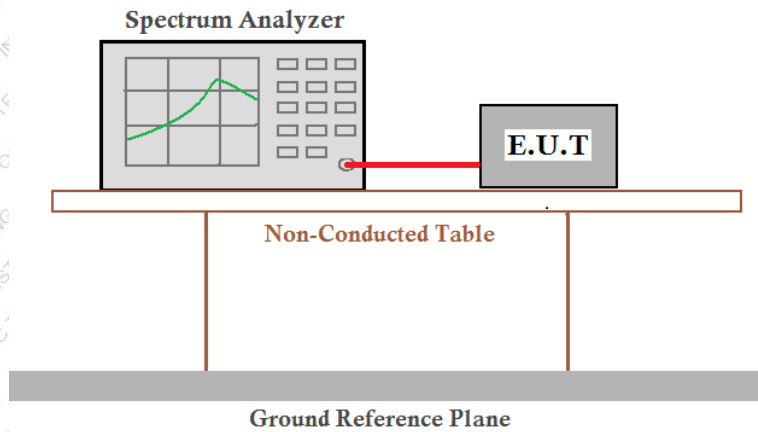 Spectrum Analyzer
E.U.T
Non-Conducted Table
Ground Reference Plane